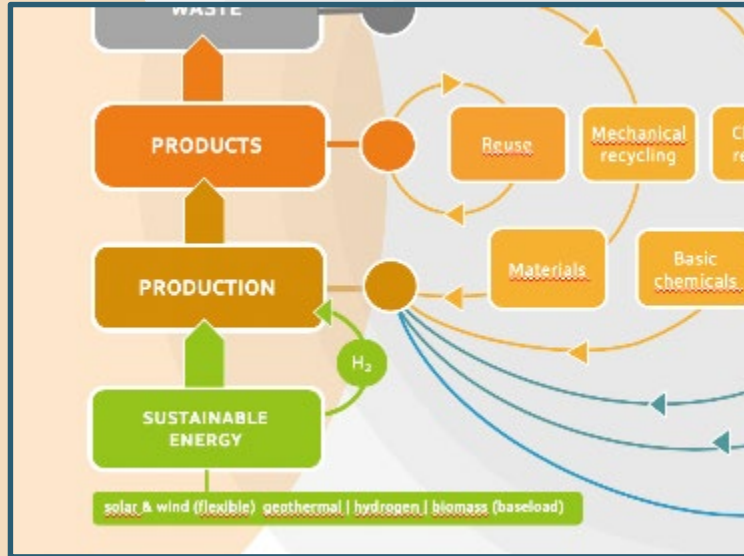 WASTE
PRODUCTS
Reuse
Mechanical
recycling
PRODUCTION
Materials
Basic
chemicals
H₂
SUSTAINABLE
ENERGY
solar & wind (flexible) geothermal | hydrogen | biomass (baseload)